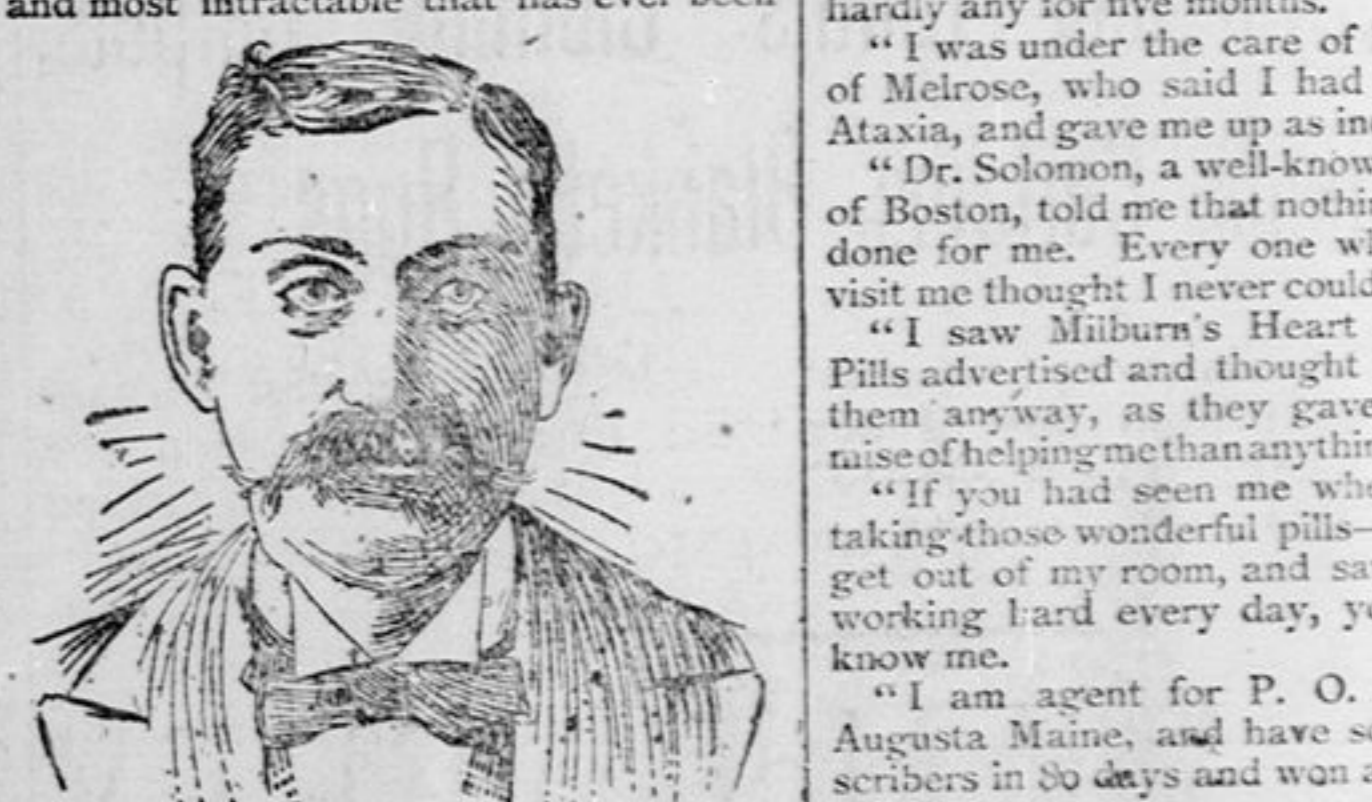 and most intractable that has ever been
hardly any for five months.
“I was under the care of
of Melrose, who said I had
Ataxia, and gave me up as in
“Dr. Solomon, a well-know
of Boston, told me that nothi
done for me. Every one w
visit me thought I never could
“I saw Milburn's Heart
Pills advertised and thought
them anyway, as they gave
mise of helping me than anythin
“If you had seen me whe
taking those wonderful pills—
get out of my room, and sa
working hard every day, y
know me.
“I am agent for P. O.
Augusta Maine, and have s
scribers in 80 days and won